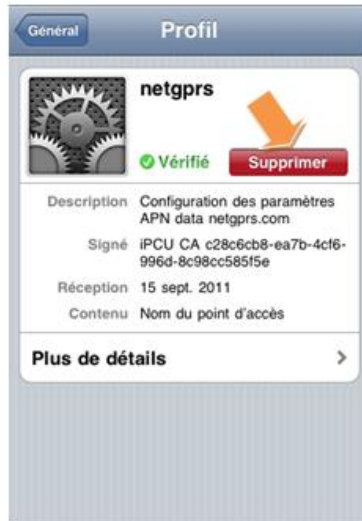 Général
Profil
netgprs
Vérifié
Supprimer
Description Configuration des paramètres
APN data netgprs.com
Signé iPCU CA c28c6cb8-ea7b-4cf6-
996d-8c98cc585f5e
Réception 15 sept. 2011
Contenu Nom du point d'accès
Plus de détails